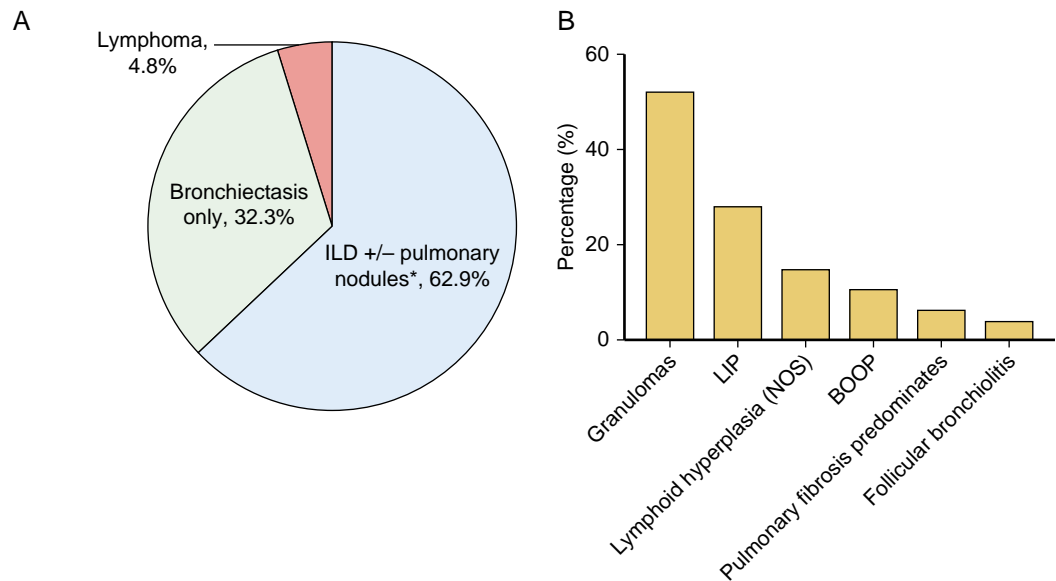 A
Lymphoma,
4.8%
Bronchiectasis
only, 32.3%
ILD +/– pulmonary
nodules*, 62.9%
B
Percentage (%)
60
40
20
0
Granulomas
LIP
Lymphoid hyperplasia (NOS)
BOOP
Pulmonary fibrosis predominates
Follicular bronchiolitis